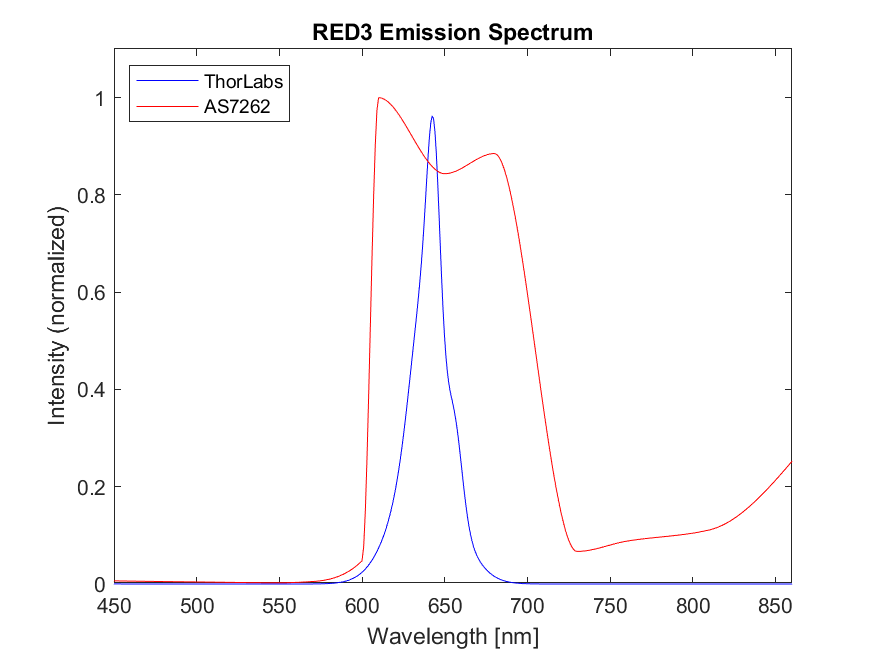 RED3 Emission Spectrum
ThorLabs
AS7262
Intensity (normalized)
1
0.8
0.6
0.4
0.2
0
450 500 550 600 650 700 750 800 850
Wavelength [nm]